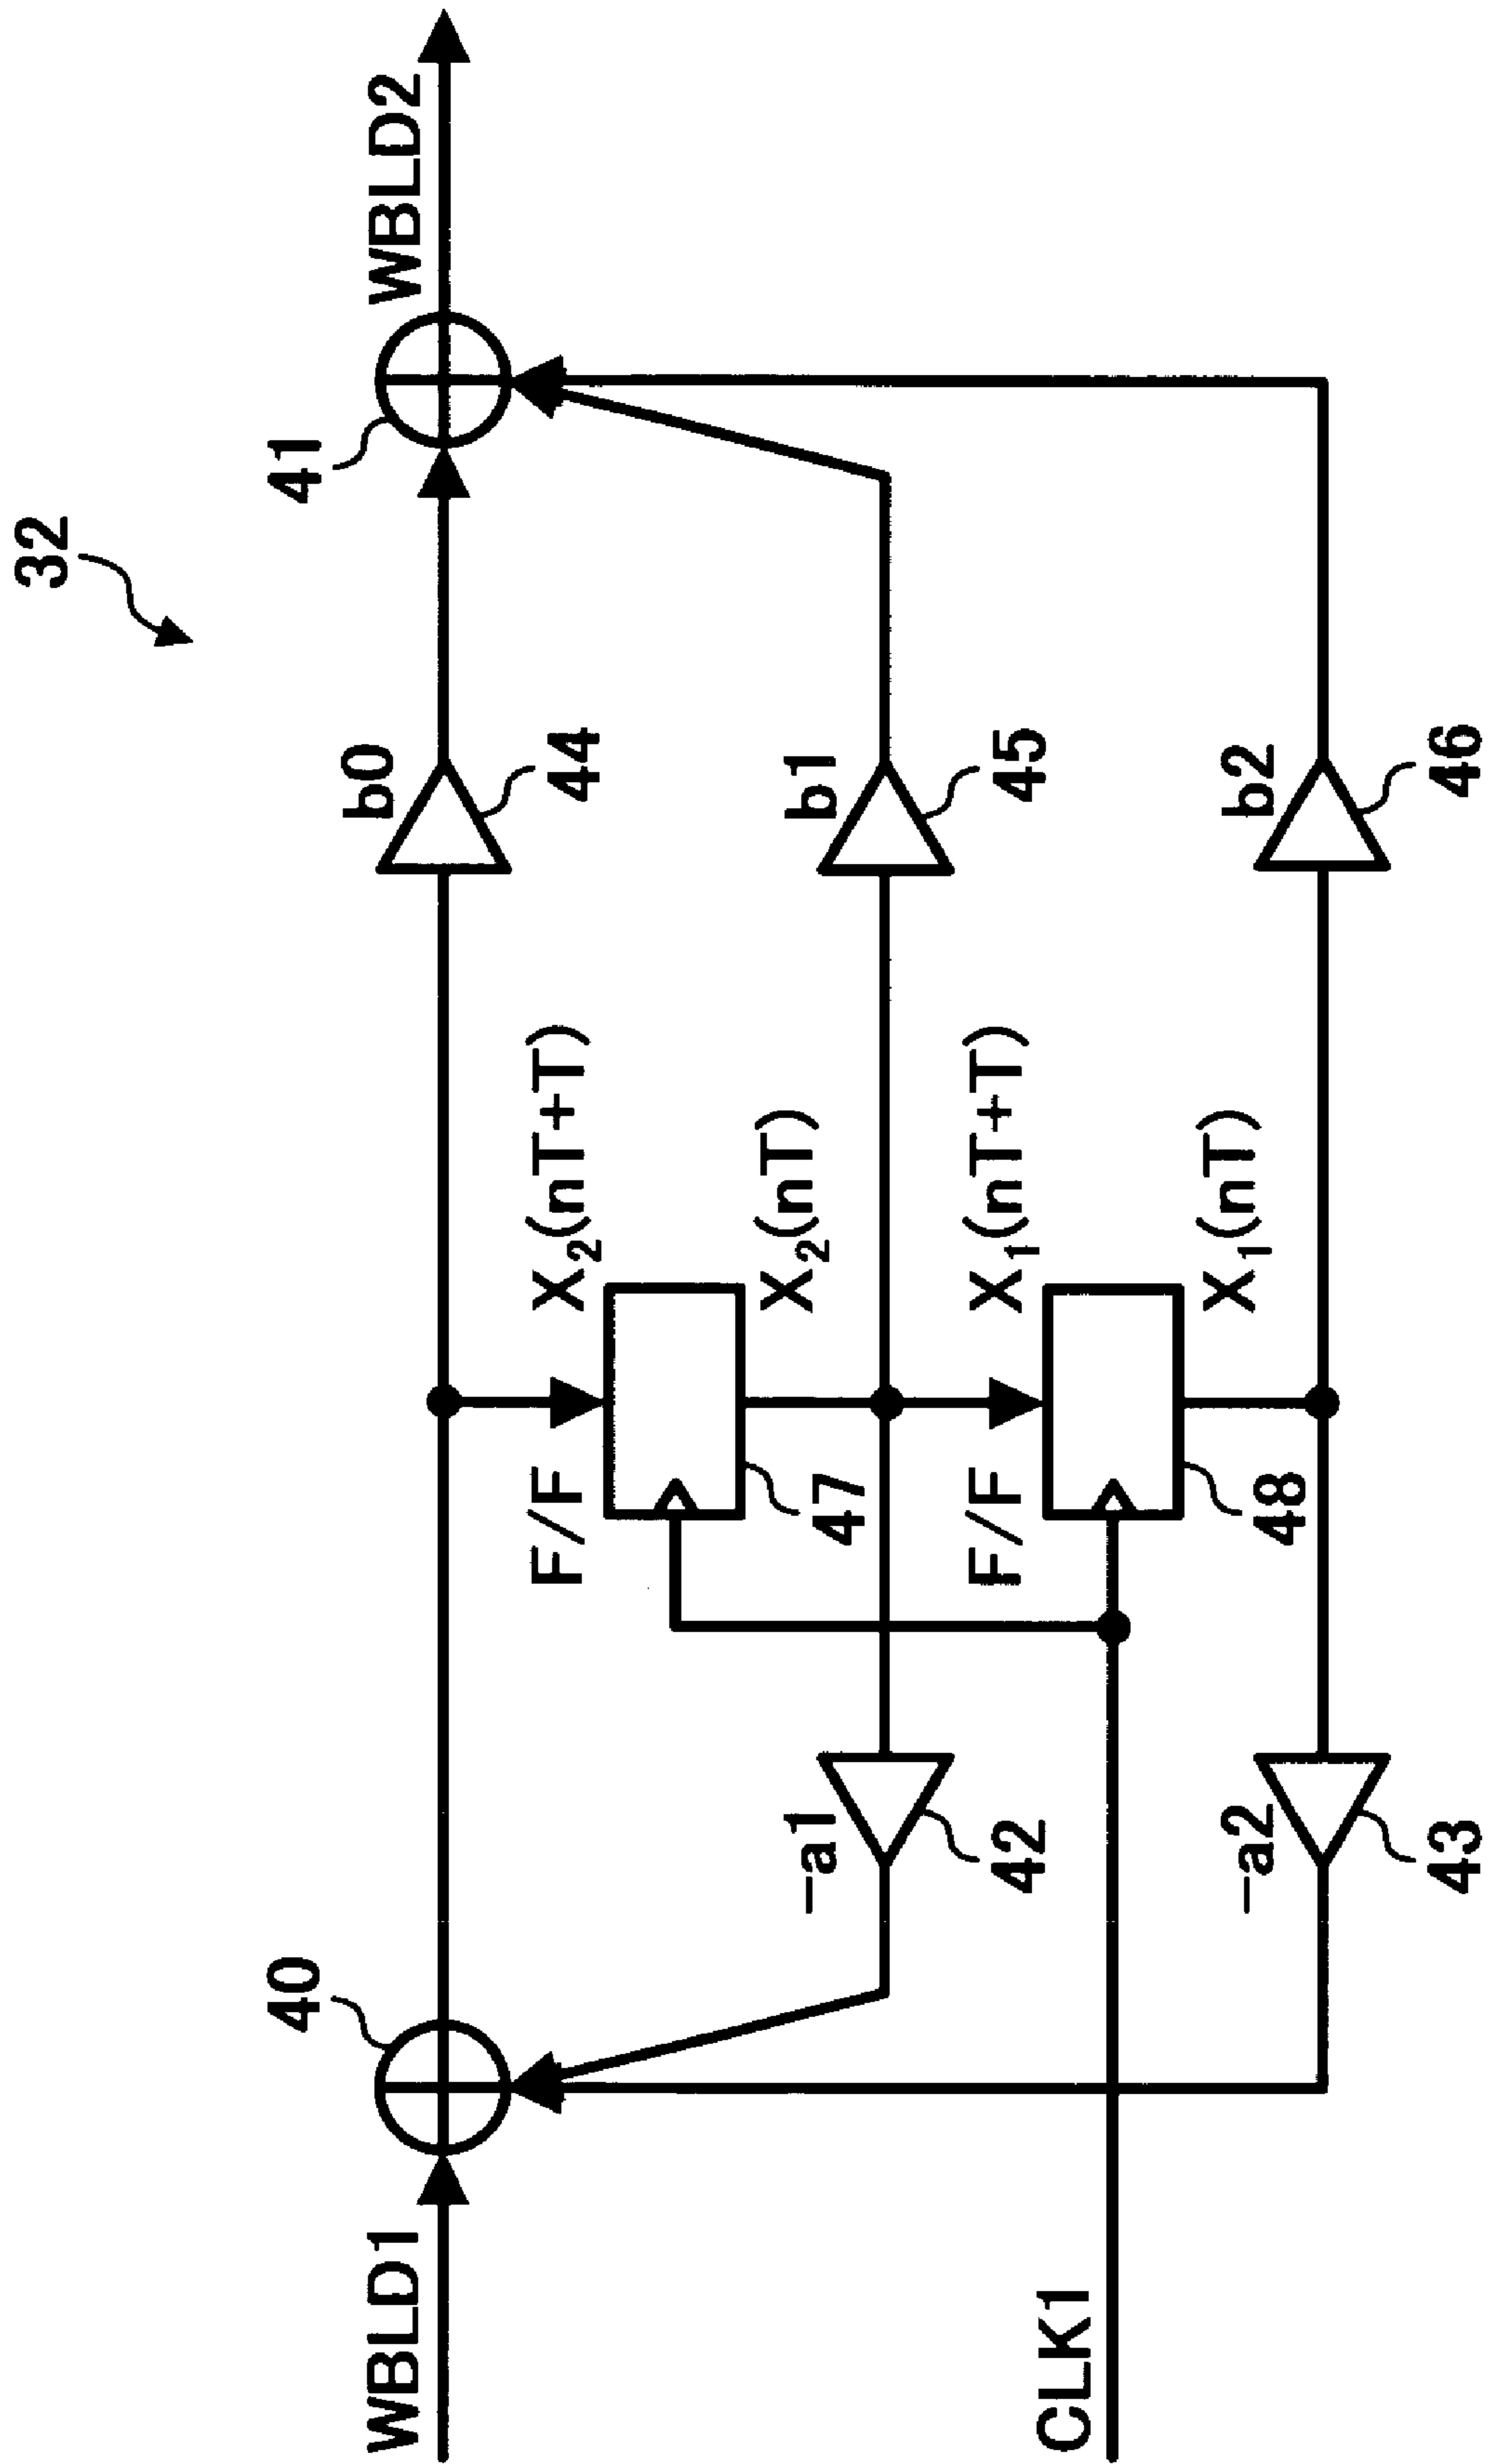 32
WBLD1
40
41
WBLD2
b0
44
X₂(nT+T)
F/F
47
X₂(nT)
-a1
42
b1
45
X₁(nT+T)
F/F
48
X₁(nT)
CLK1
-a2
43
b2
46